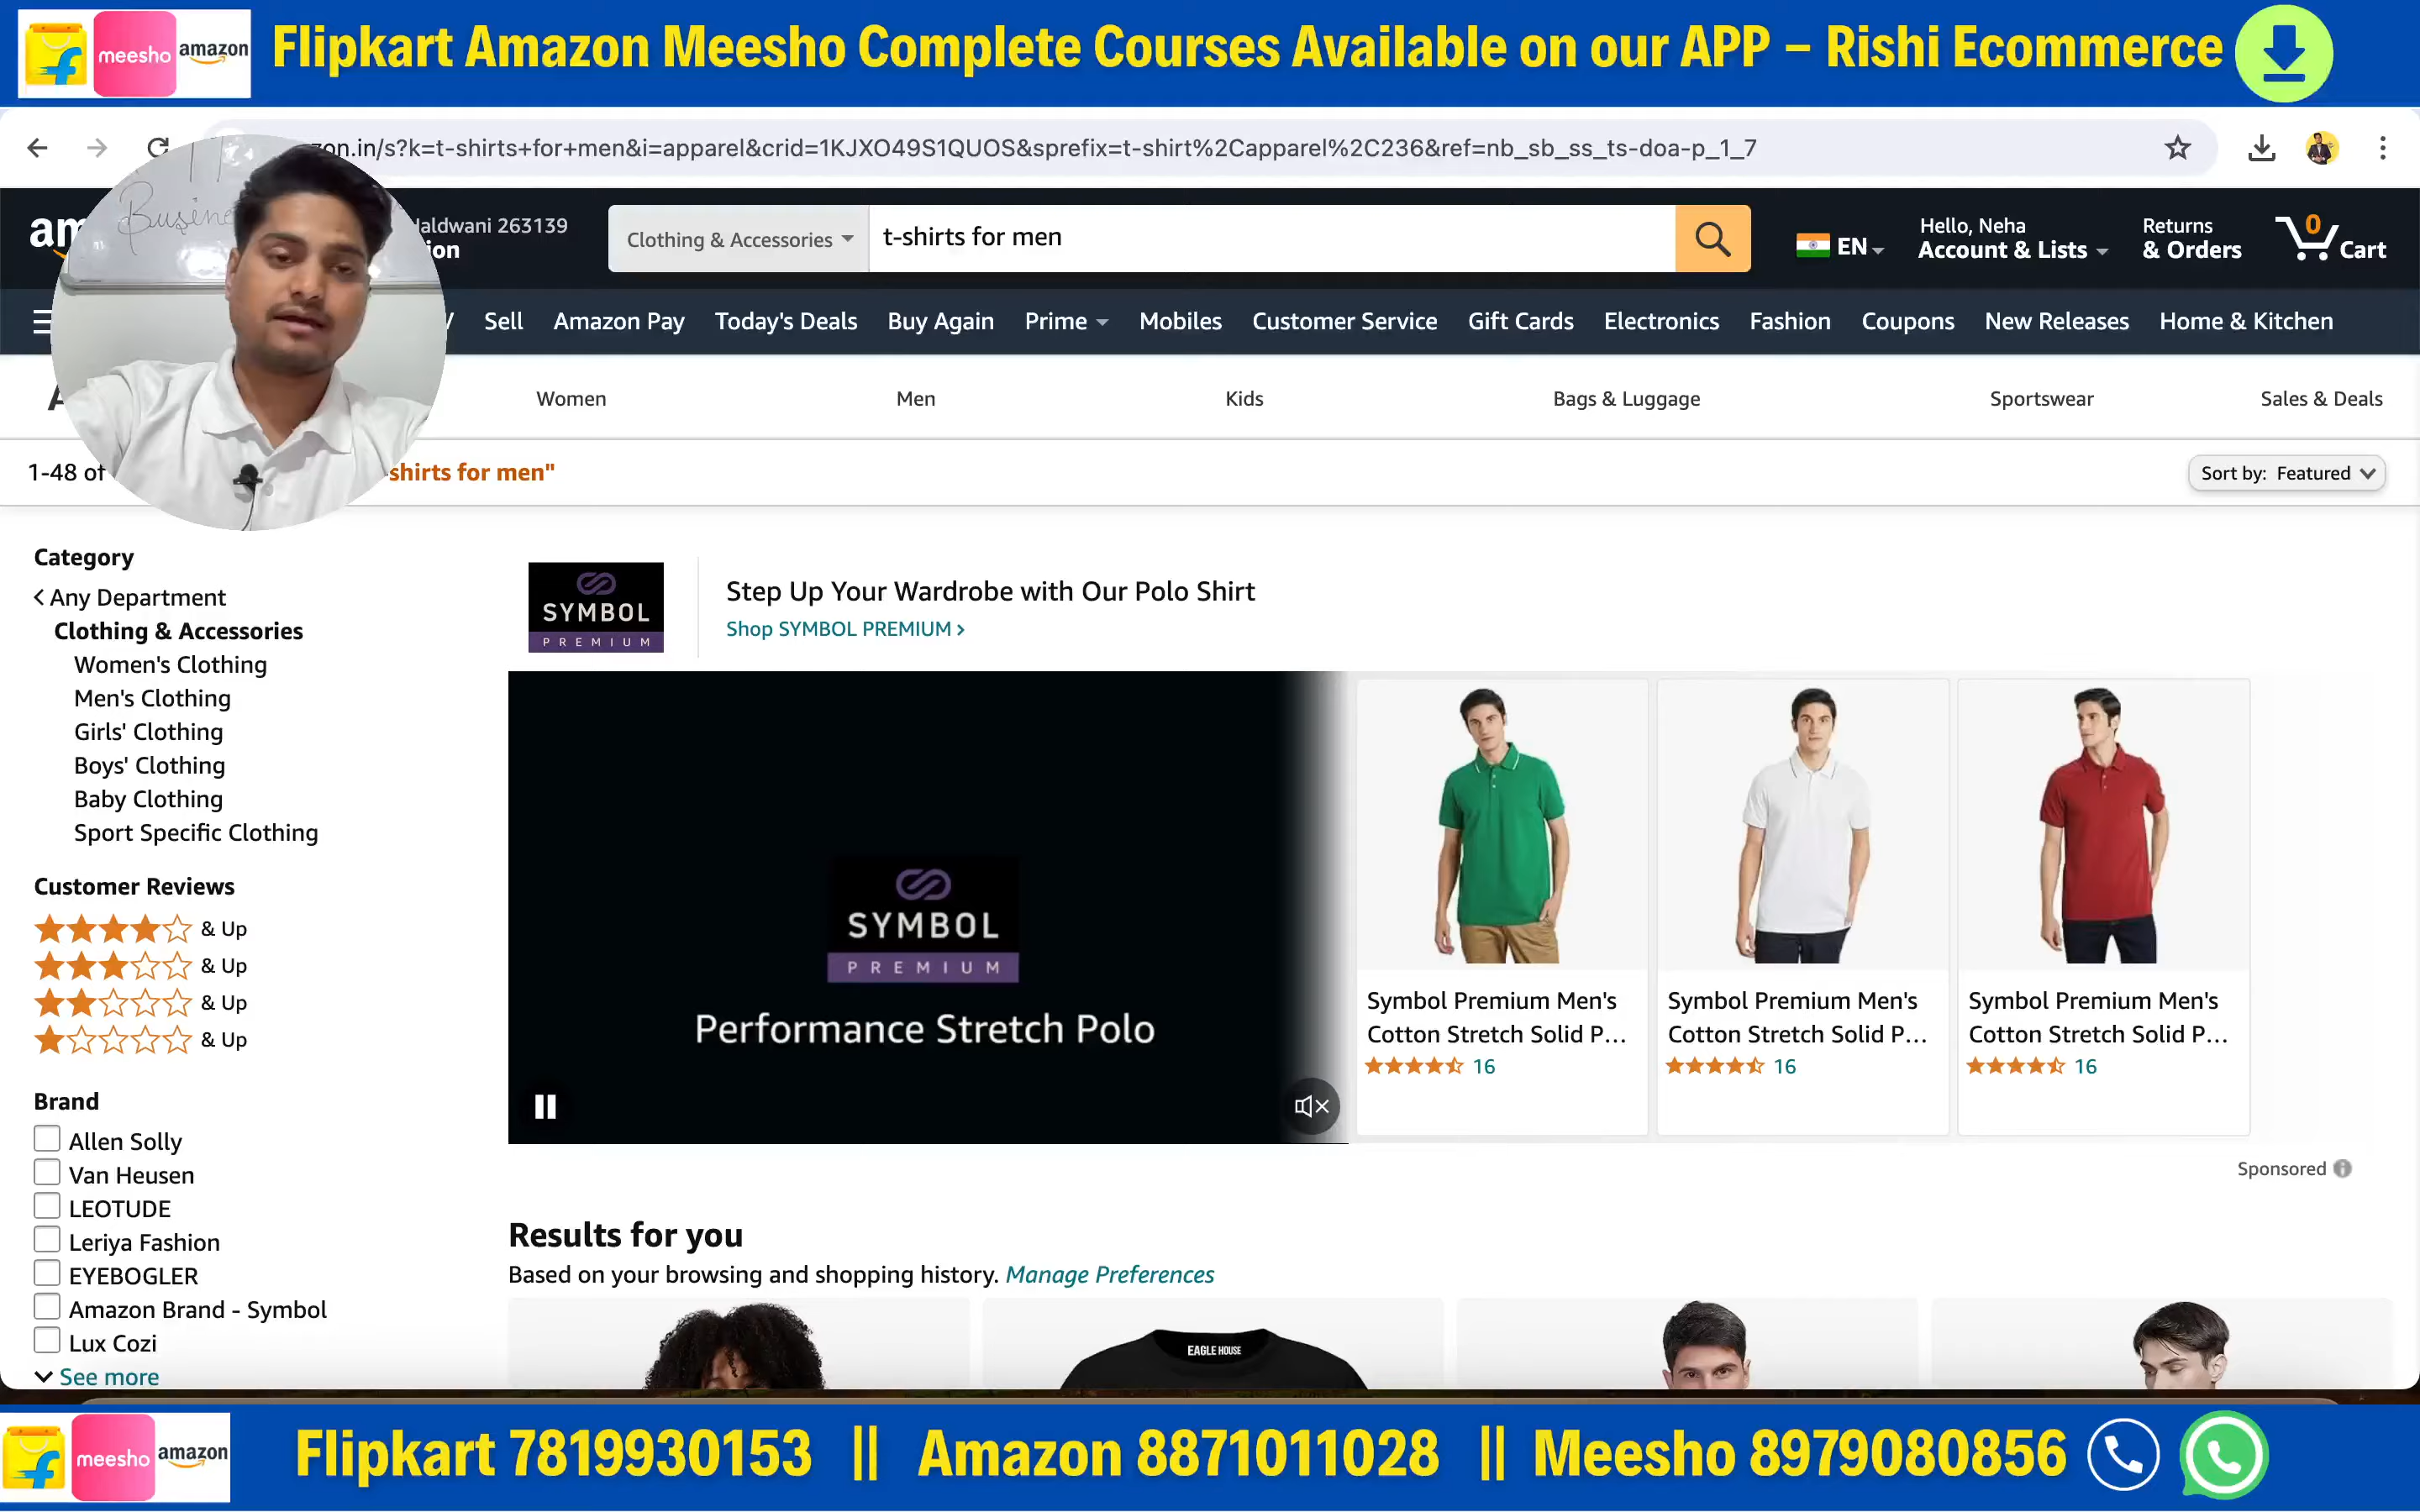 meesho
amazon
Flipkart Amazon Meesho Complete Courses Available on our APP – Rishi Ecommerce
zon.in/s?k=t-shirts+for+men&i=apparel&crid=1KJXO49S1QUOS&sprefix=t-shirt%2Capparel%2C236&ref=nb_sb_ss_ts-doa-p_1_7
Haldwani 263139
Clothing & Accessories
t-shirts for men
EN
Hello, Neha
Account & Lists
Returns
& Orders
0
Cart
Sell
Amazon Pay
Today's Deals
Buy Again
Prime
Mobiles
Customer Service
Gift Cards
Electronics
Fashion
Coupons
New Releases
Home & Kitchen
Women
Men
Kids
Bags & Luggage
Sportswear
Sales & Deals
1-48 of
shirts for men"
Sort by: Featured
Category
Any Department
Clothing & Accessories
Women's Clothing
Men's Clothing
Girls' Clothing
Boys' Clothing
Baby Clothing
Sport Specific Clothing
Customer Reviews
& Up
& Up
& Up
& Up
Brand
Allen Solly
Van Heusen
LEOTUDE
Leriya Fashion
EYEBOGLER
Amazon Brand - Symbol
Lux Cozi
See more
SYMBOL
PREMIUM
Step Up Your Wardrobe with Our Polo Shirt
Shop SYMBOL PREMIUM ›
SYMBOL
PREMIUM
Performance Stretch Polo
Symbol Premium Men's
Cotton Stretch Solid P…
16
Symbol Premium Men's
Cotton Stretch Solid P…
16
Symbol Premium Men's
Cotton Stretch Solid P…
16
Sponsored
Results for you
Based on your browsing and shopping history. Manage Preferences
EAGLE HOUSE
meesho
amazon
Flipkart 7819930153 || Amazon 8871011028 || Meesho 8979080856